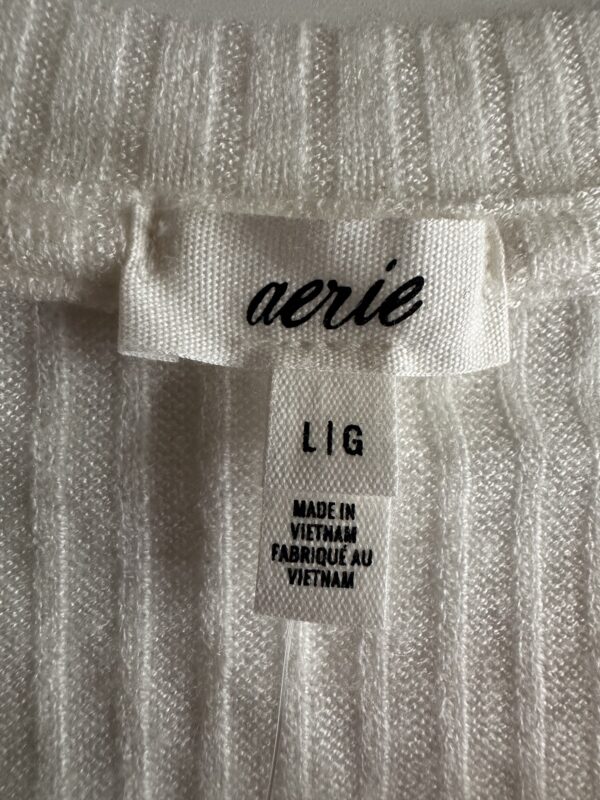 aerie
L|G
MADE IN
VIETNAM
FABRIQUÉ AU
VIETNAM